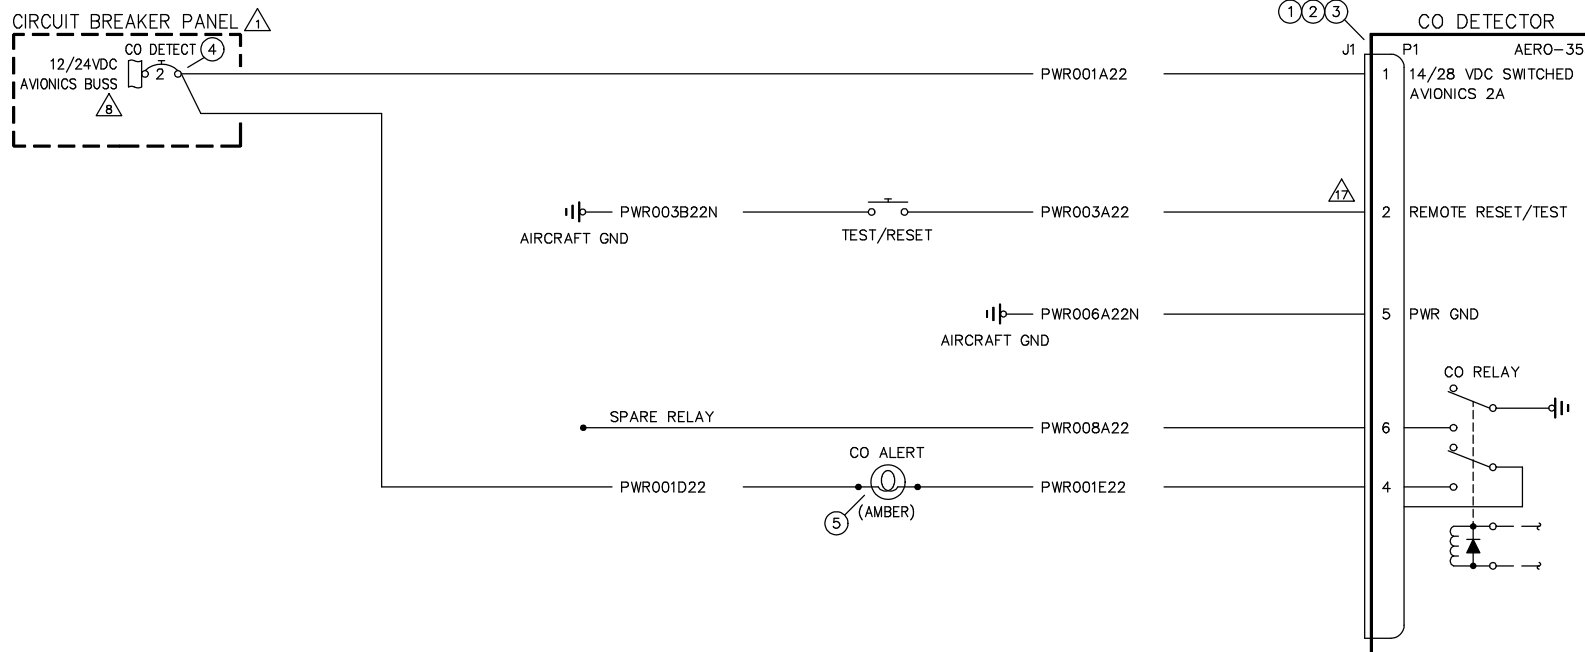 CIRCUIT BREAKER PANEL 1
CO DETECT 4
12/24VDC
AVIONICS BUSS
2
8
1 2 3
CO DETECTOR
J1
P1
AERO-35
PWR001A22
1
14/28 VDC SWITCHED
AVIONICS 2A
17
PWR003B22N
PWR003A22
2
REMOTE RESET/TEST
AIRCRAFT GND
TEST/RESET
PWR006A22N
5
PWR GND
AIRCRAFT GND
CO RELAY
SPARE RELAY
PWR008A22
6
CO ALERT
PWR001D22
PWR001E22
4
5
(AMBER)